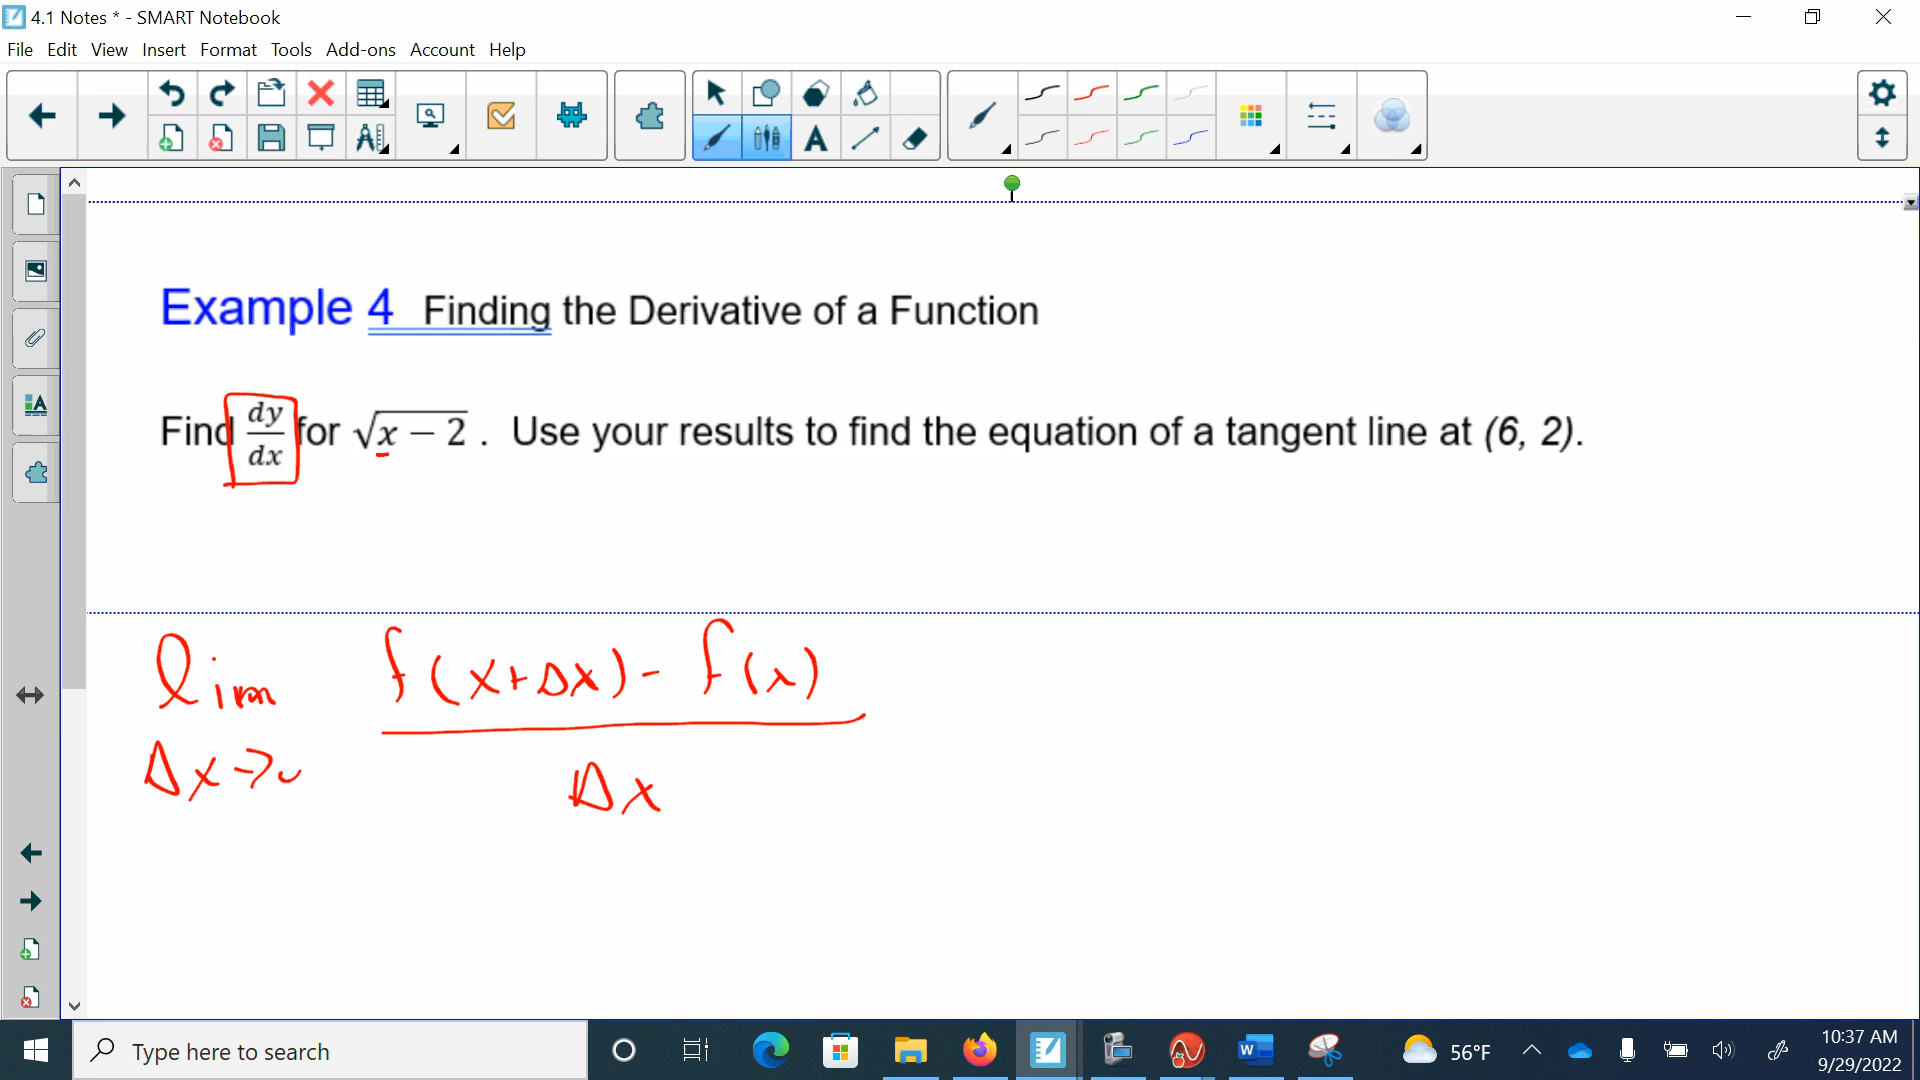 4.1 Notes * - SMART Notebook
File Edit View Insert Format Tools Add-ons Account Help
Example 4 Finding the Derivative of a Function
Find dy/dx for √x − 2 . Use your results to find the equation of a tangent line at (6, 2).
lim f(x+Δx) - f(x)
Δx→0 Δx
Type here to search
56°F
10:37 AM
9/29/2022